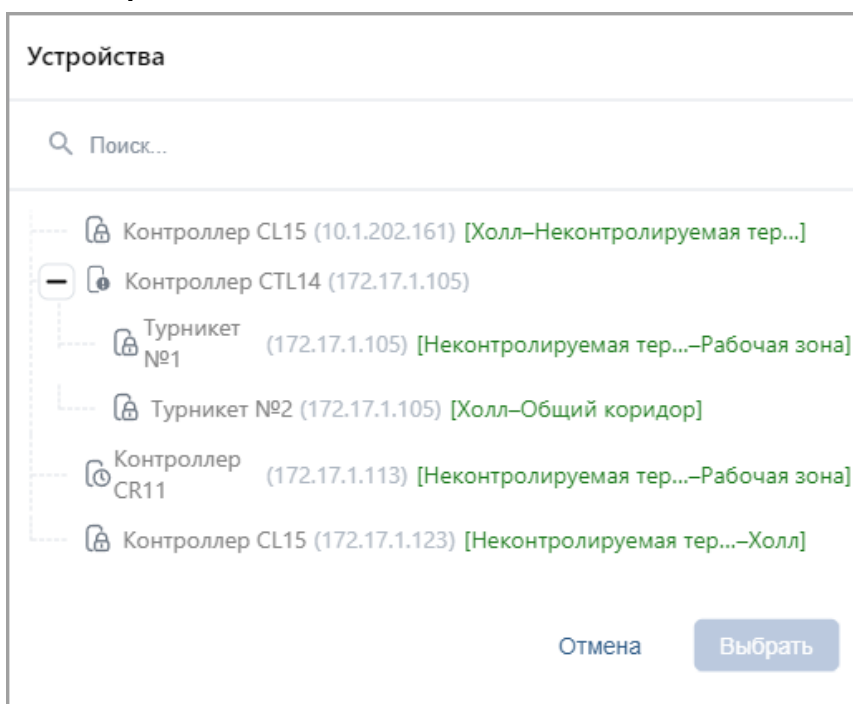 Устройства
Поиск...
Контроллер CL15 (10.1.202.161) [Холл–Неконтролируемая тер...]
Контроллер CTL14 (172.17.1.105)
Турникет
№1 (172.17.1.105) [Неконтролируемая тер...–Рабочая зона]
Турникет №2 (172.17.1.105) [Холл–Общий коридор]
Контроллер
CR11 (172.17.1.113) [Неконтролируемая тер...–Рабочая зона]
Контроллер CL15 (172.17.1.123) [Неконтролируемая тер...–Холл]
Отмена Выбрать